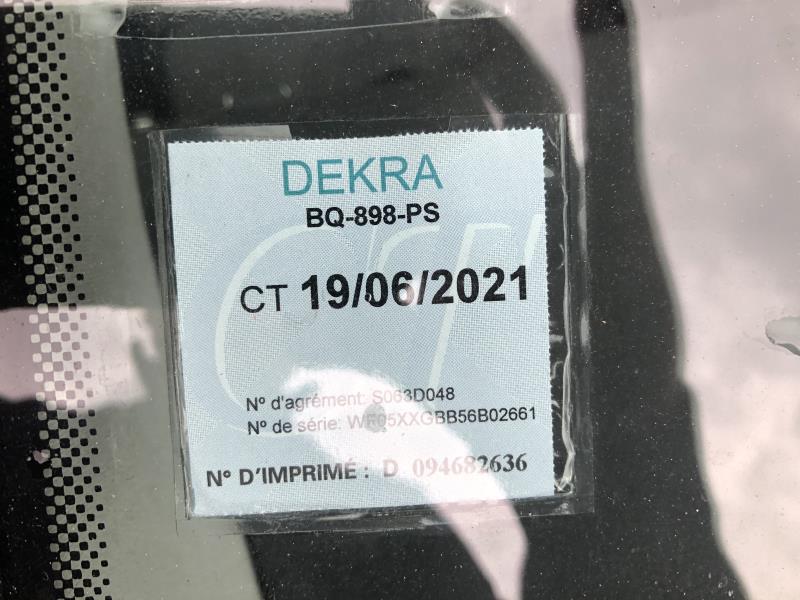 DEKRA
BQ-898-PS
CT 19/06/2021
N° d'agrément: S063D048
N° de série: WF05XXGBB56B02661
N° D'IMPRIMÉ : D 094682636